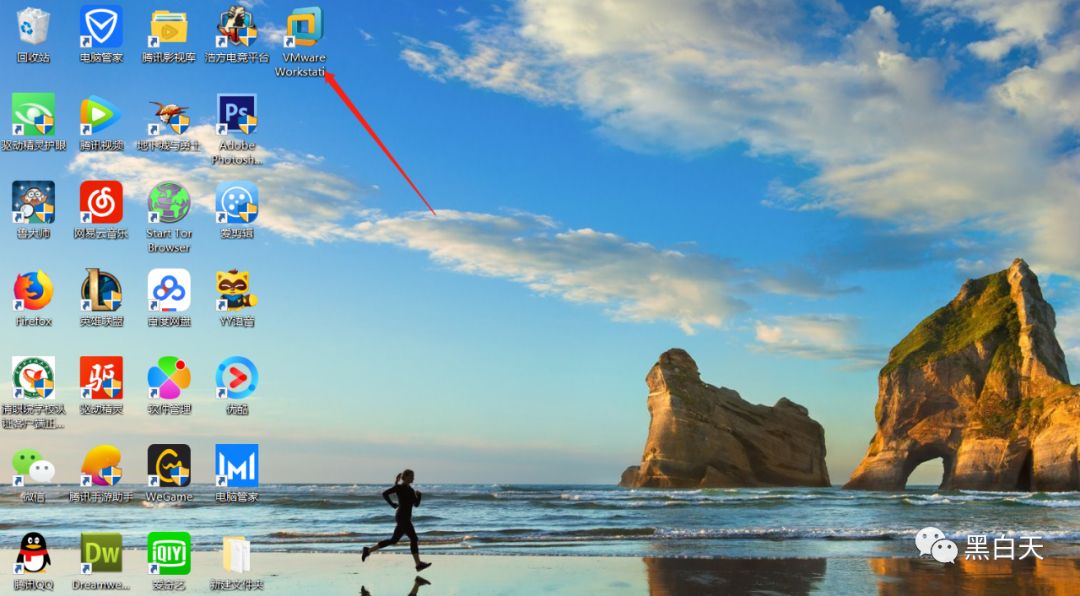 回收站
电脑管家
腾讯影视库
浩方电竞平台
VMware
Workstati
驱动精灵护眼
腾讯视频
地下城与勇士
Ps
Adobe
Photosh...
鲁大师
网易云音乐
Start Tor
Browser
爱剪辑
Firefox
英雄联盟
百度网盘
YY语音
驱
驱动精灵
软件管理
优酷
微信
腾讯手游助手
WeGame
电脑管家
腾讯QQ
Dw
Dreamwe...
iQIYI
爱奇艺
新建文件夹
黑白天